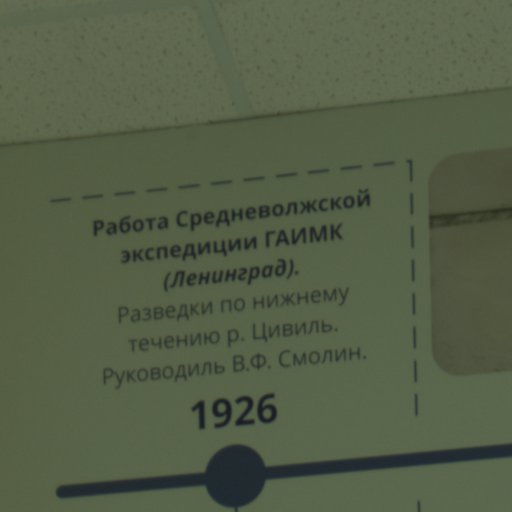 Работа Средневолжской
экспедиции ГАИМК
(Ленинград).
Разведки по нижнему
течению р. Цивиль.
Руководиль В.Ф. Смолин.
1926